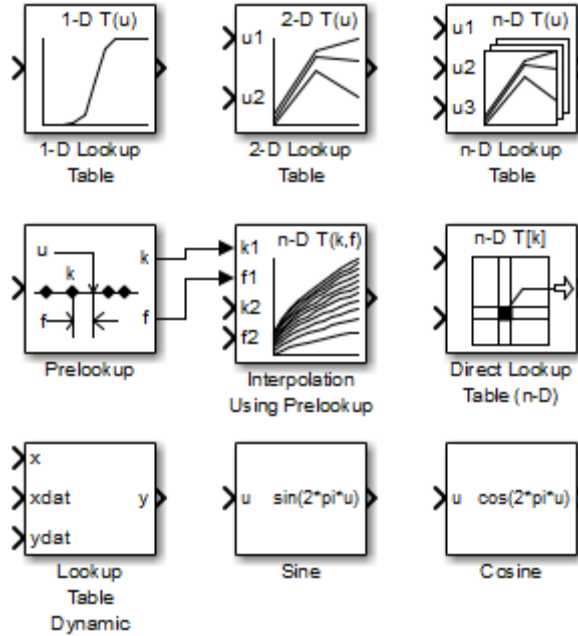 1-D T(u)
1-D Lookup
Table
2-D T(u)
u1
u2
2-D Lookup
Table
n-D T(u)
u1
u2
u3
n-D Lookup
Table
u
k
k
f
f
Prelookup
n-D T(k,f)
k1
f1
k2
f2
Interpolation
Using Prelookup
n-D T[k]
Direct Lookup
Table (n-D)
x
xdat
y
ydat
Lookup
Table
Dynamic
u sin(2*pi*u)
Sine
u cos(2*pi*u)
Cosine